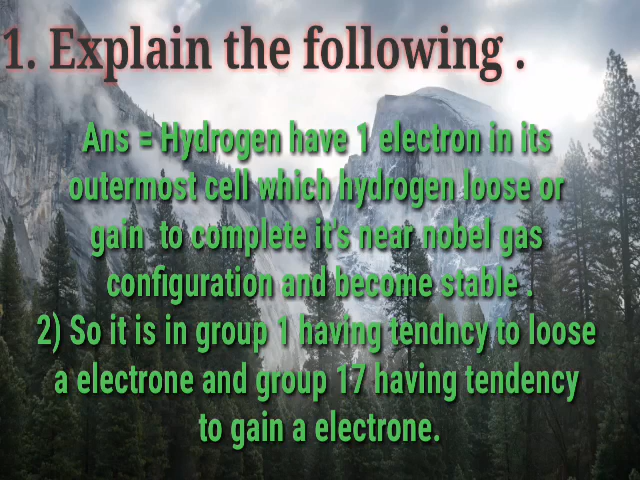 1. Explain the following .
Ans = Hydrogen have 1 electron in its
outermost cell which hydrogen loose or
gain to complete it's near nobel gas
configuration and become stable .
2) So it is in group 1 having tendncy to loose
a electrone and group 17 having tendency
to gain a electrone.